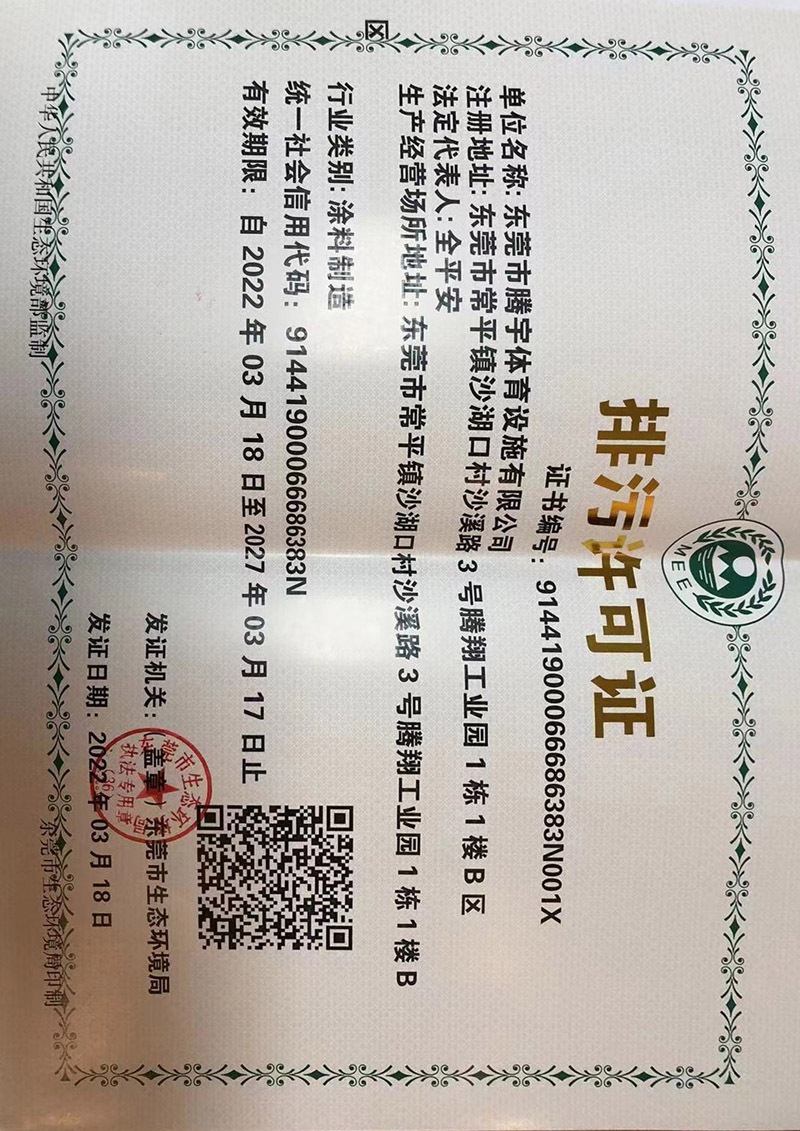 MEE
排污许可证
证书编号：91441900066686383N001X
单位名称：东莞市腾宇体育设施有限公司
注册地址：东莞市常平镇沙湖口村沙溪路3号腾翔工业园1栋1楼B区
法定代表人：全平安
生产经营场所地址：东莞市常平镇沙湖口村沙溪路3号腾翔工业园1栋1楼B
区
行业类别：涂料制造
统一社会信用代码：91441900066686383N
有效期限：自2022年03月18日至2027年03月17日止
发证机关：（盖章）东莞市生态环境局
发证日期：2022年03月18日
执法专用章
中华人民共和国生态环境部监制
东莞市生态环境局印制